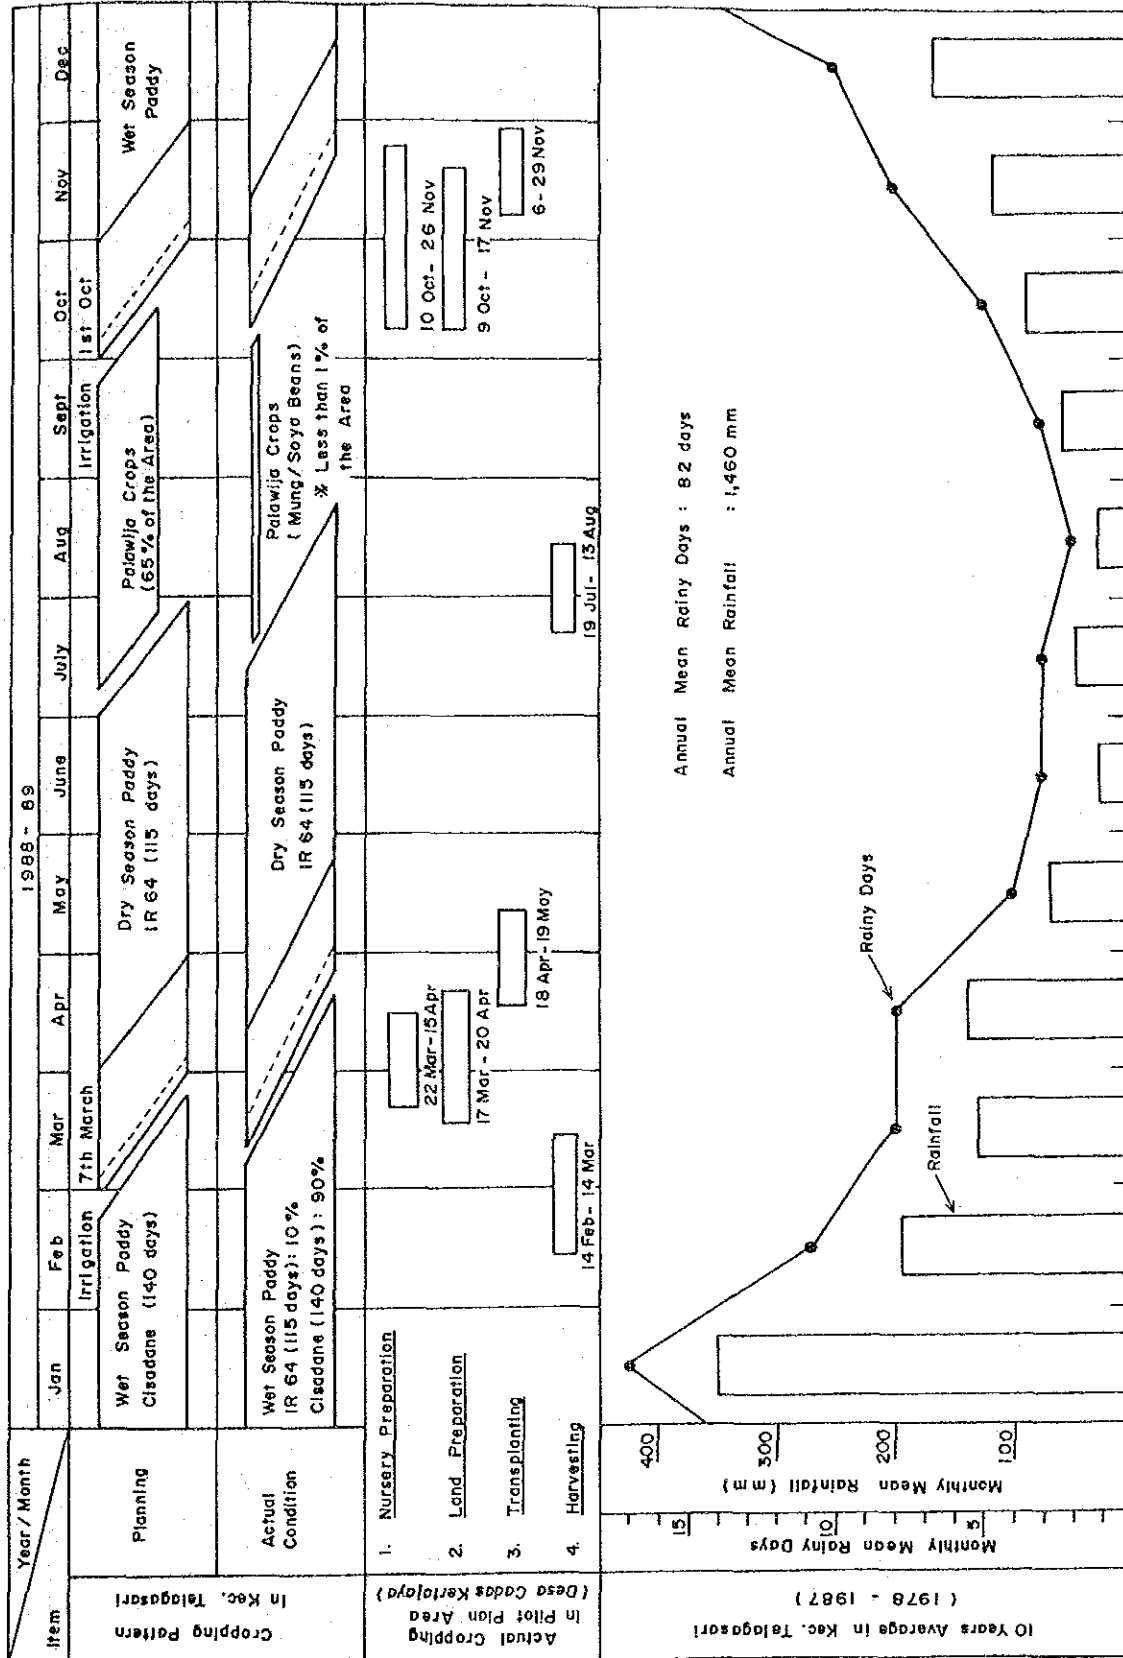 Year / Month
Item
1988 - 89
Jan
Feb
Mar
Apr
May
June
July
Aug
Sept
Oct
Nov
Dec
Cropping Pattern
In Kec. Talagasari
Planning
Irrigation
7th March
Irrigation
1st Oct
Wet Season Paddy
Cisadane (140 days)
Dry Season Paddy
IR 64 (115 days)
Palawija Crops
(65% of the Area)
Wet Season
Paddy
Actual
Condition
Wet Season Paddy
IR 64 (115 days): 10%
Cisadane (140 days): 90%
Dry Season Paddy
IR 64 (115 days)
Palawija Crops
(Mung/Soya Beans)
※ Less than 1% of
the Area
Actual Cropping
In Pilot Plan Area
(Desa Cadas Kertajaya)
1. Nursery Preparation
22 Mar - 15 Apr
10 Oct - 26 Nov
2. Land Preparation
17 Mar - 20 Apr
9 Oct - 17 Nov
3. Transplanting
18 Apr - 19 May
6 - 29 Nov
4. Harvesting
14 Feb - 14 Mar
19 Jul - 13 Aug
10 Years Average in Kec. Talagasari
(1978 - 1987)
Monthly Mean Rainy Days
15
10
5
Monthly Mean Rainfall (mm)
400
300
200
100
Rainfall
Rainy Days
Annual Mean Rainy Days : 82 days
Annual Mean Rainfall : 1,460 mm